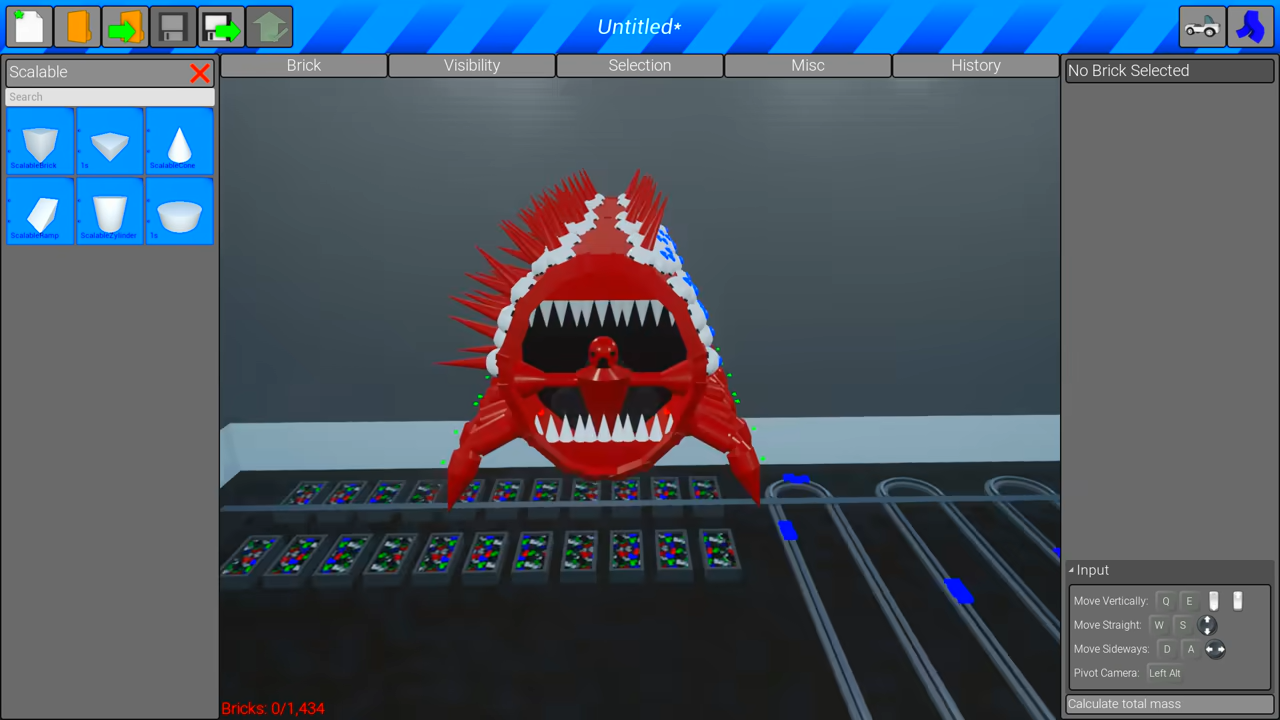 Untitled*
Scalable
Search
ScalableBrick
1s
ScalableCone
ScalableRamp
ScalableZylinder
1s
Brick
Visibility
Selection
Misc
History
No Brick Selected
Input
Move Vertically: Q E
Move Straight: W S
Move Sideways: D A
Pivot Camera: Left Alt
Calculate total mass
Bricks: 0/1,434